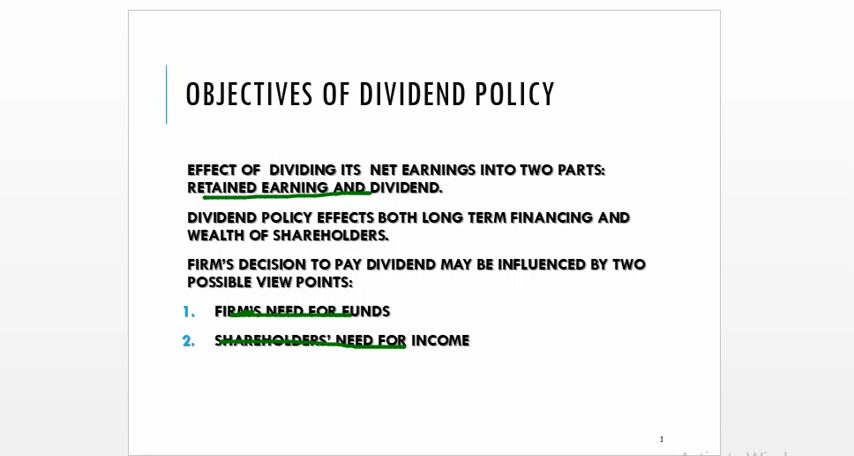 OBJECTIVES OF DIVIDEND POLICY
EFFECT OF DIVIDING ITS NET EARNINGS INTO TWO PARTS:
RETAINED EARNING AND DIVIDEND.
DIVIDEND POLICY EFFECTS BOTH LONG TERM FINANCING AND
WEALTH OF SHAREHOLDERS.
FIRM'S DECISION TO PAY DIVIDEND MAY BE INFLUENCED BY TWO
POSSIBLE VIEW POINTS:
1. FIRM'S NEED FOR FUNDS
2. SHAREHOLDERS' NEED FOR INCOME